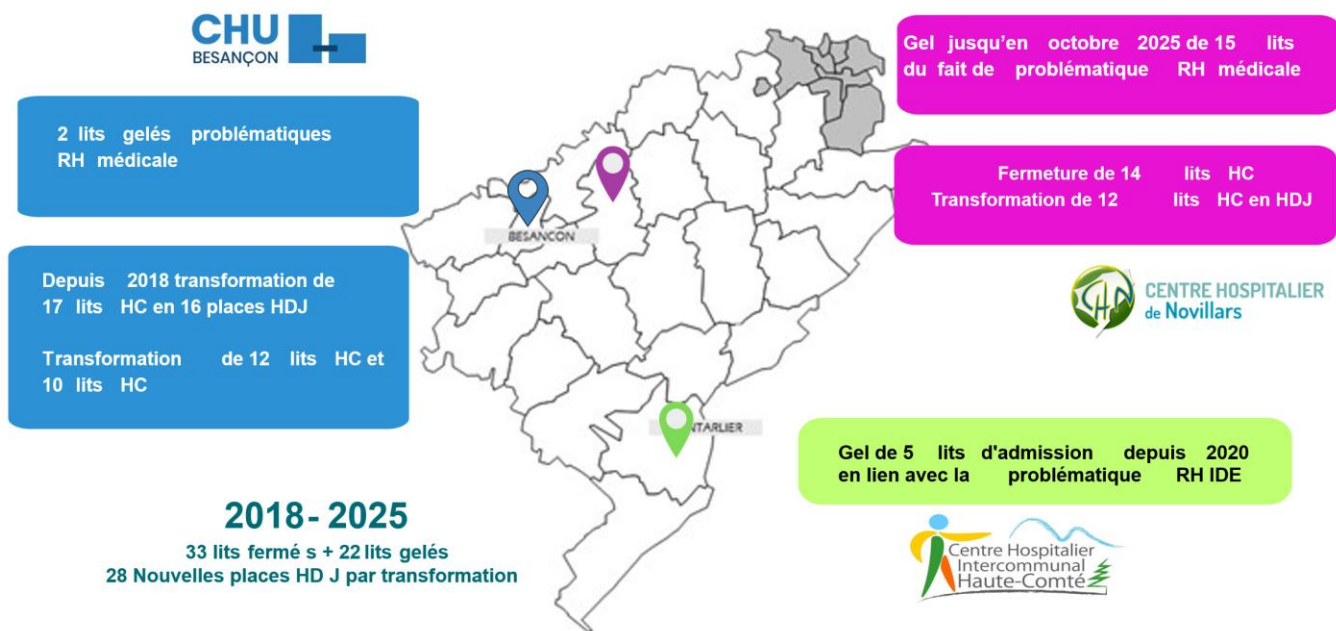 CHU
BESANÇON
2 lits gelés problématiques
RH médicale
Depuis 2018 transformation de
17 lits HC en 16 places HDJ
Transformation de 12 lits HC et
10 lits HC
BESANCON
NTARLIER
Gel jusqu'en octobre 2025 de 15 lits
du fait de problématique RH médicale
Fermeture de 14 lits HC
Transformation de 12 lits HC en HDJ
CHN
CENTRE HOSPITALIER
de Novillars
Gel de 5 lits d'admission depuis 2020
en lien avec la problématique RH IDE
Centre Hospitalier
Intercommunal
Haute-Comté
2018- 2025
33 lits fermé s + 22 lits gelés
28 Nouvelles places HD J par transformation